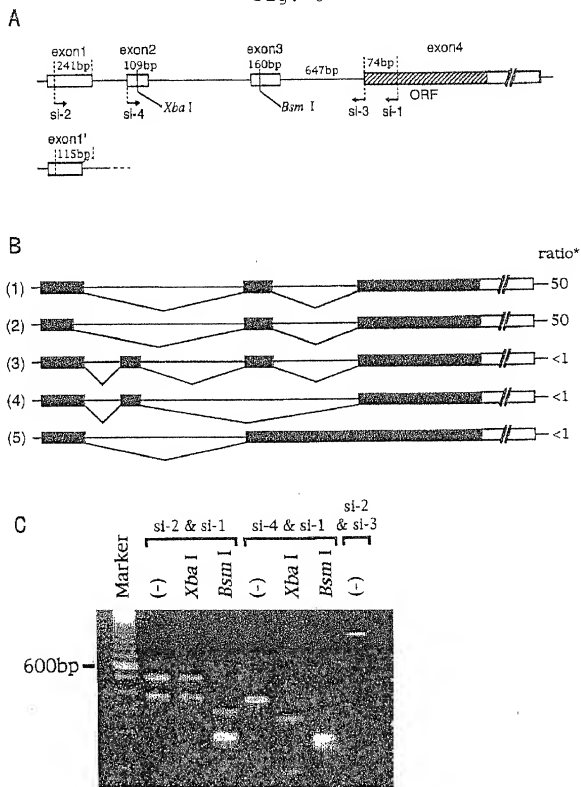 A
exon1
exon2
exon3
exon4
241bp
109bp
160bp
647bp
74bp
si-2
si-4
Xba I
Bsm I
si-3
si-1
ORF
exon1'
115bp
B
ratio*
(1)
50
(2)
50
(3)
<1
(4)
<1
(5)
<1
C
si-2 & si-1
si-4 & si-1
si-2
& si-3
Marker
(-)
Xba I
Bsm I
(-)
Xba I
Bsm I
(-)
600bp